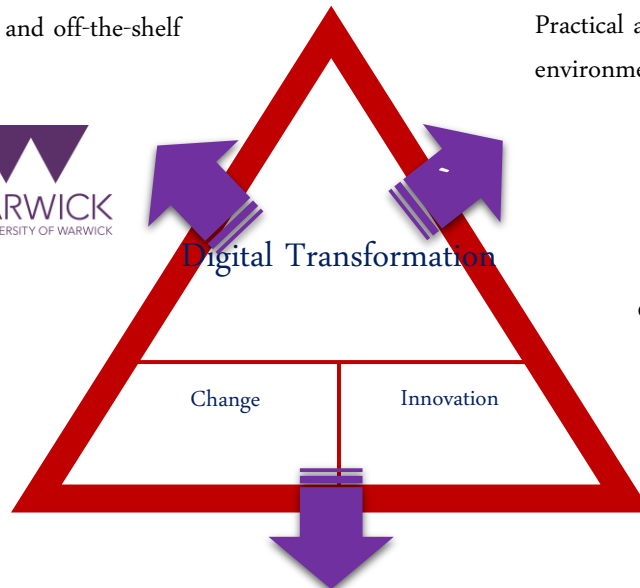 and off-the-shelf
Practical a
environme
ARWICK
ERSITY OF WARWICK
Digital Transformation
Change
Innovation